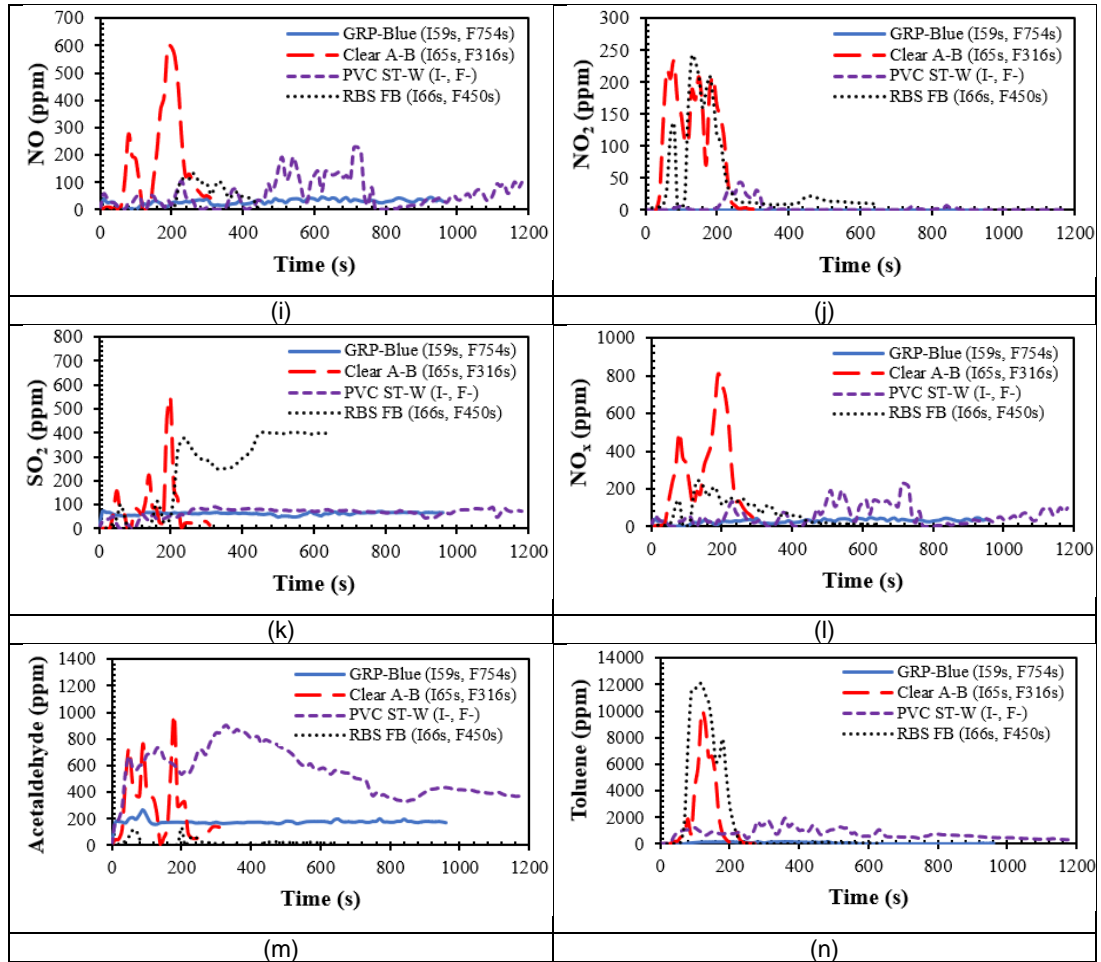 NO (ppm)
700
600
500
400
300
200
100
0
0 200 400 600 800 1000 1200
Time (s)
GRP-Blue (I59s, F754s)
Clear A-B (I65s, F316s)
PVC ST-W (I-, F-)
RBS FB (I66s, F450s)
(i)
NO2 (ppm)
300
250
200
150
100
50
0
0 200 400 600 800 1000 1200
Time (s)
GRP-Blue (I59s, F754s)
Clear A-B (I65s, F316s)
PVC ST-W (I-, F-)
RBS FB (I66s, F450s)
(j)
SO2 (ppm)
800
700
600
500
400
300
200
100
0
0 200 400 600 800 1000 1200
Time (s)
GRP-Blue (I59s, F754s)
Clear A-B (I65s, F316s)
PVC ST-W (I-, F-)
RBS FB (I66s, F450s)
(k)
NOx (ppm)
1000
800
600
400
200
0
0 200 400 600 800 1000 1200
Time (s)
GRP-Blue (I59s, F754s)
Clear A-B (I65s, F316s)
PVC ST-W (I-, F-)
RBS FB (I66s, F450s)
(l)
Acetaldehyde (ppm)
1400
1200
1000
800
600
400
200
0
0 200 400 600 800 1000 1200
Time (s)
GRP-Blue (I59s, F754s)
Clear A-B (I65s, F316s)
PVC ST-W (I-, F-)
RBS FB (I66s, F450s)
(m)
Toluene (ppm)
14000
12000
10000
8000
6000
4000
2000
0
0 200 400 600 800 1000 1200
Time (s)
GRP-Blue (I59s, F754s)
Clear A-B (I65s, F316s)
PVC ST-W (I-, F-)
RBS FB (I66s, F450s)
(n)